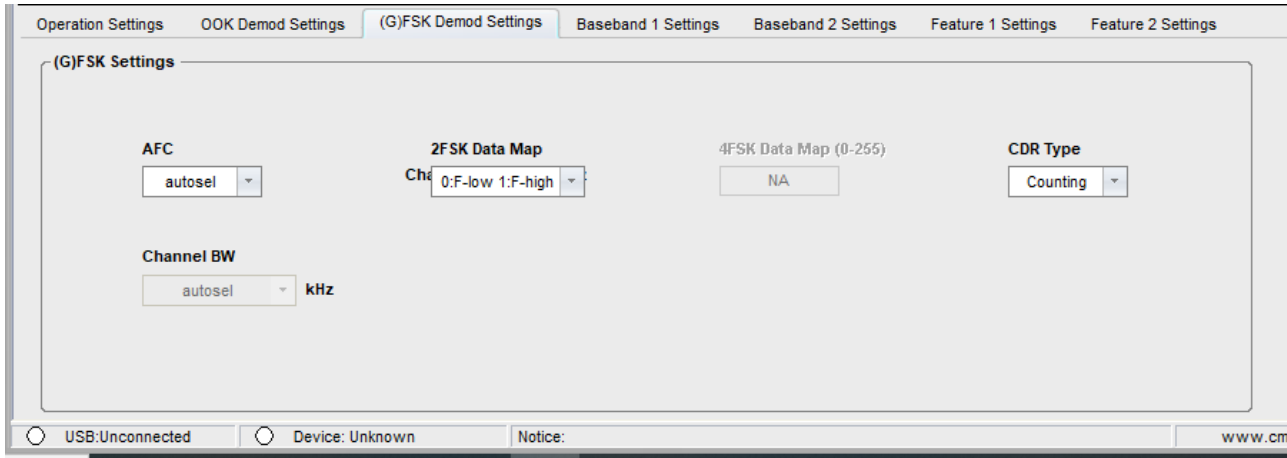 Operation Settings OOK Demod Settings (G)FSK Demod Settings Baseband 1 Settings Baseband 2 Settings Feature 1 Settings Feature 2 Settings
(G)FSK Settings
AFC 2FSK Data Map 4FSK Data Map (0-255) CDR Type
autosel 0:F-low 1:F-high NA Counting
Channel BW
autosel kHz
USB:Unconnected Device: Unknown Notice: www.cm